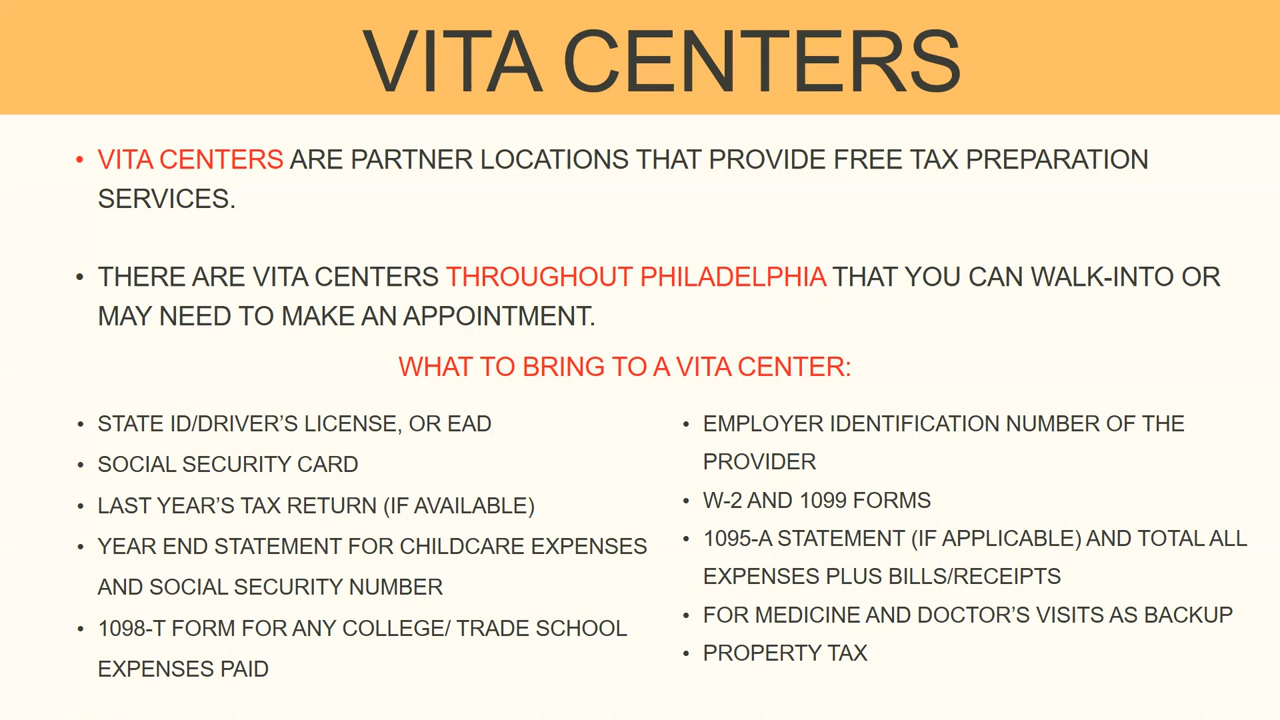 VITA CENTERS
• VITA CENTERS ARE PARTNER LOCATIONS THAT PROVIDE FREE TAX PREPARATION
SERVICES.
• THERE ARE VITA CENTERS THROUGHOUT PHILADELPHIA THAT YOU CAN WALK-INTO OR
MAY NEED TO MAKE AN APPOINTMENT.
WHAT TO BRING TO A VITA CENTER:
• STATE ID/DRIVER’S LICENSE, OR EAD
• SOCIAL SECURITY CARD
• LAST YEAR’S TAX RETURN (IF AVAILABLE)
• YEAR END STATEMENT FOR CHILDCARE EXPENSES
AND SOCIAL SECURITY NUMBER
• 1098-T FORM FOR ANY COLLEGE/ TRADE SCHOOL
EXPENSES PAID
• EMPLOYER IDENTIFICATION NUMBER OF THE
PROVIDER
• W-2 AND 1099 FORMS
• 1095-A STATEMENT (IF APPLICABLE) AND TOTAL ALL
EXPENSES PLUS BILLS/RECEIPTS
• FOR MEDICINE AND DOCTOR’S VISITS AS BACKUP
• PROPERTY TAX